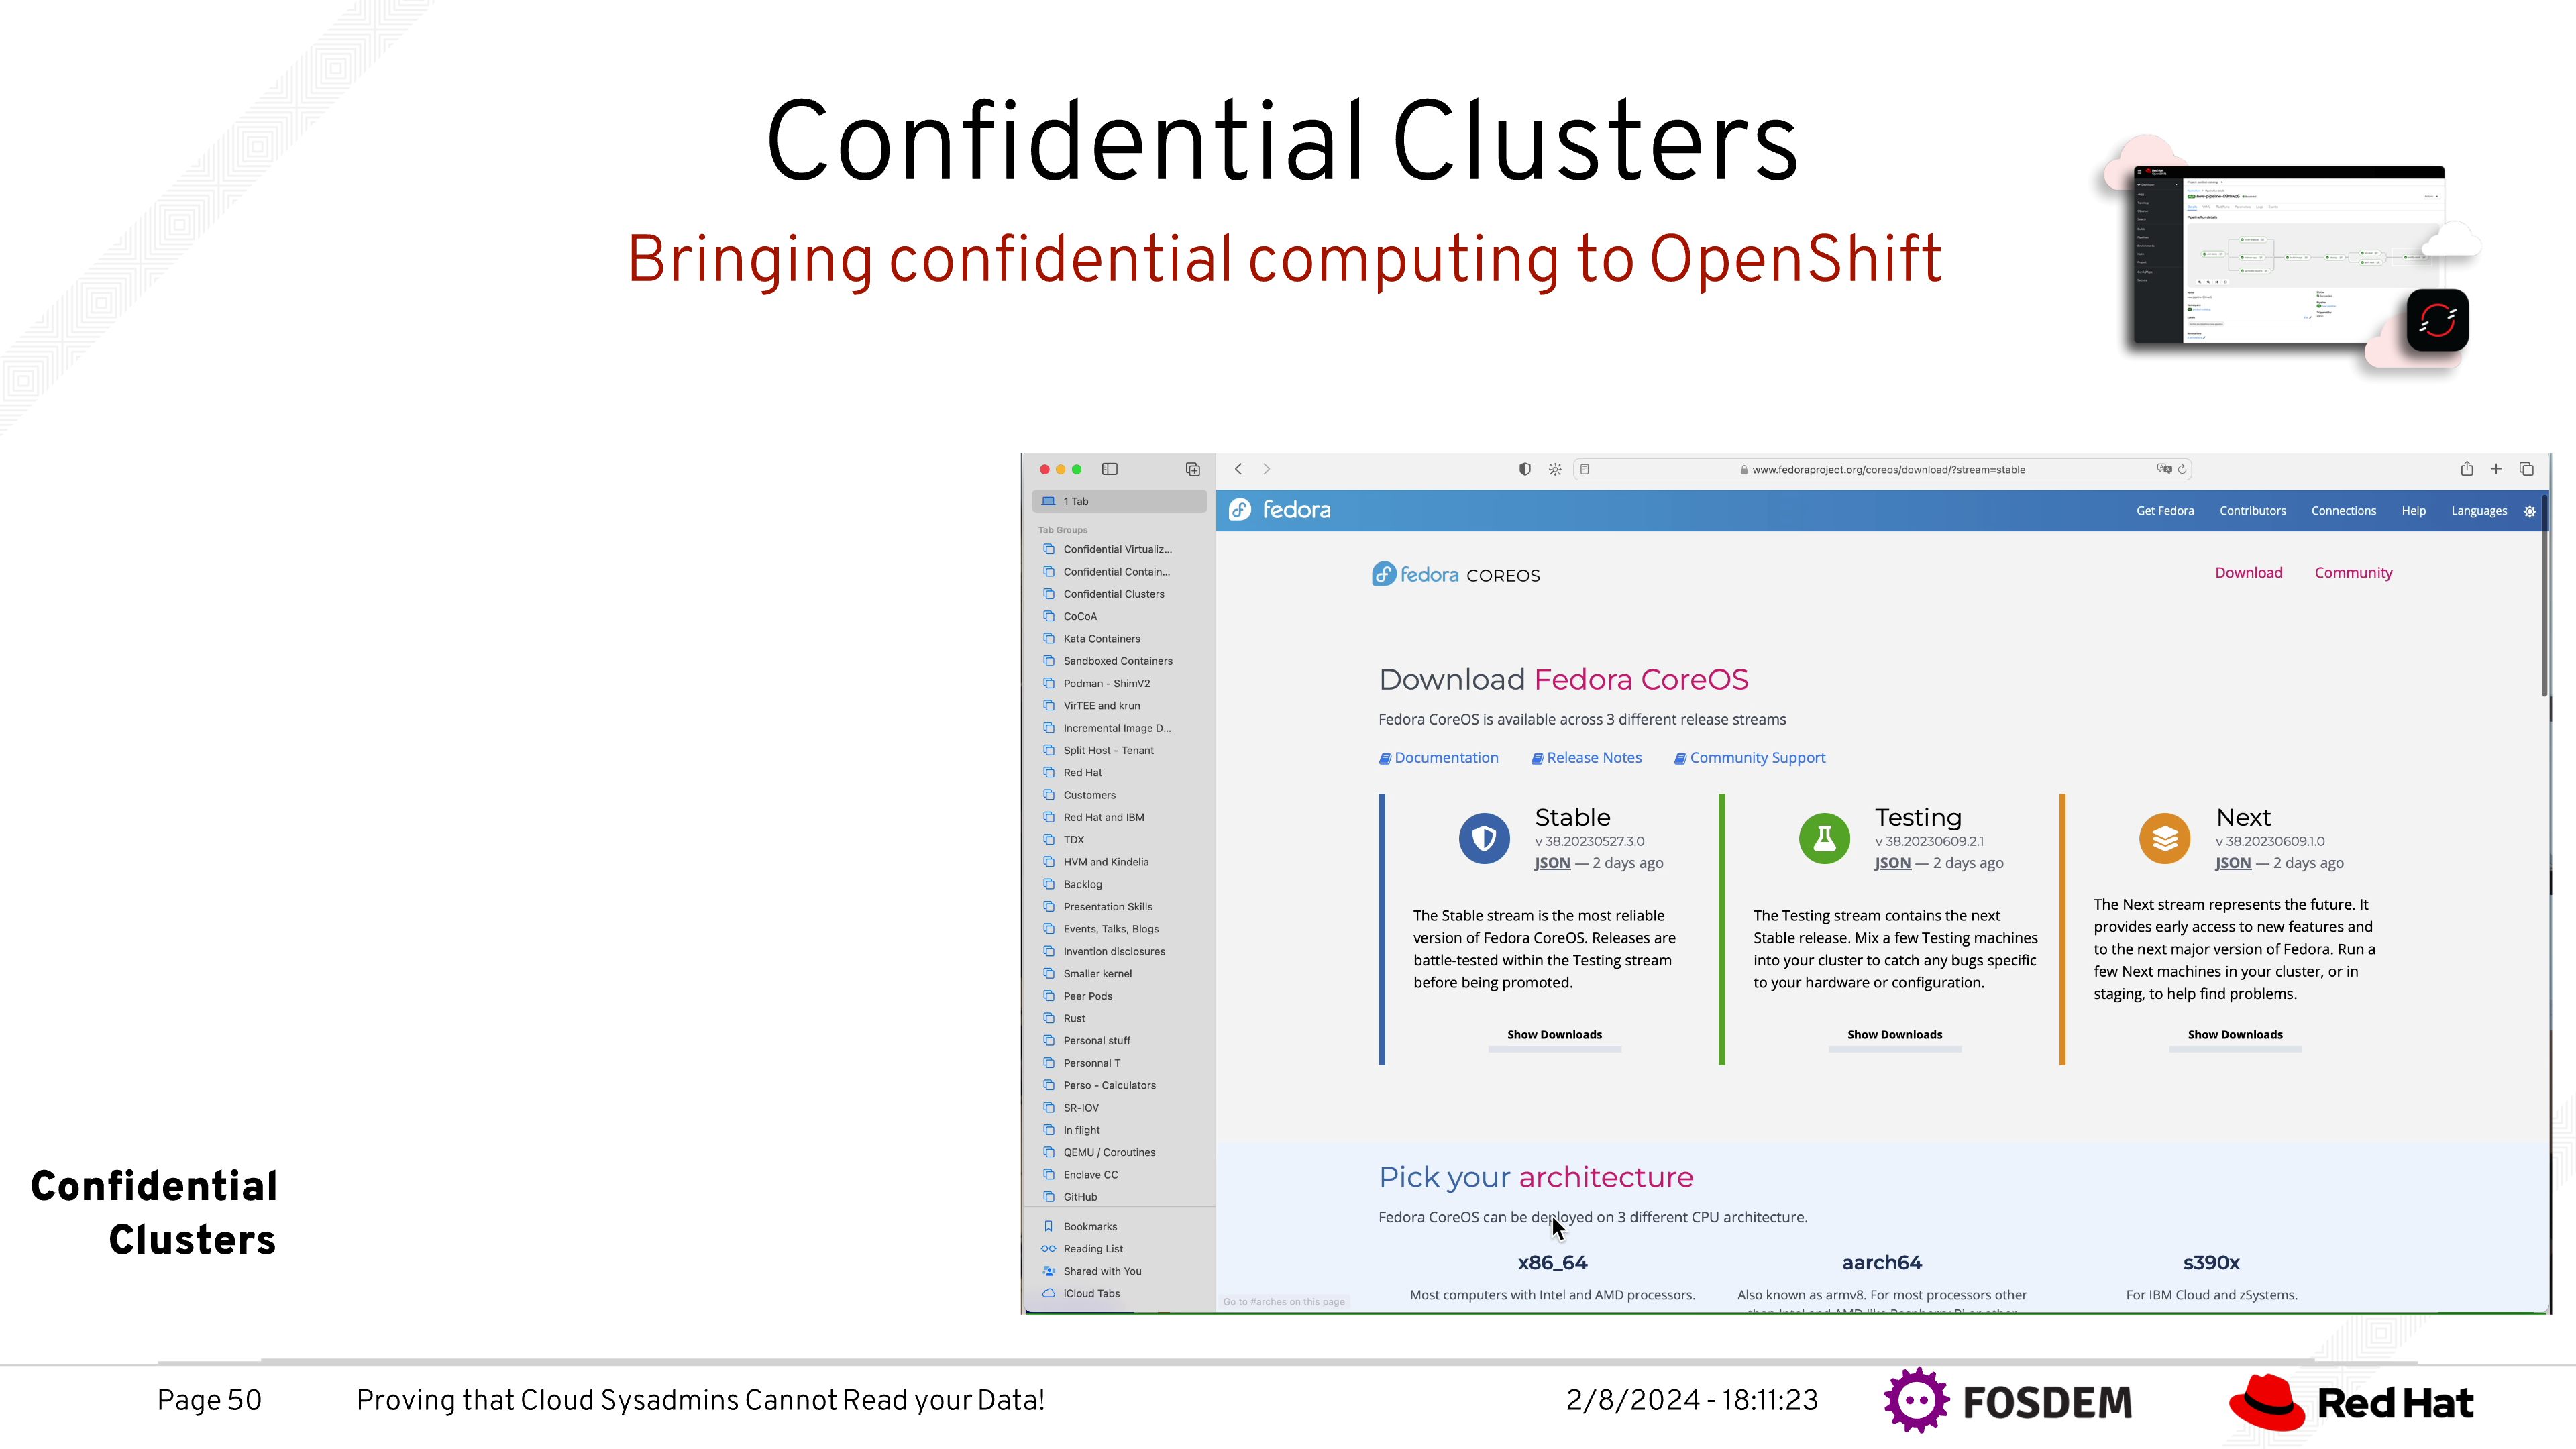 Confidential Clusters
Bringing confidential computing to OpenShift
1 Tab
Tab Groups
Confidential Virtualiz...
Confidential Contain...
Confidential Clusters
CoCoA
Kata Containers
Sandboxed Containers
Podman - ShimV2
VirTEE and krun
Incremental Image D...
Split Host - Tenant
Red Hat
Customers
Red Hat and IBM
TDX
HVM and Kindelia
Backlog
Presentation Skills
Events, Talks, Blogs
Invention disclosures
Smaller kernel
Peer Pods
Rust
Personal stuff
Personnal T
Perso - Calculators
SR-IOV
In flight
QEMU / Coroutines
Enclave CC
GitHub
Bookmarks
Reading List
Shared with You
iCloud Tabs
www.fedoraproject.org/coreos/download/?stream=stable
fedora
Get Fedora Contributors Connections Help Languages
fedora COREOS
Download Community
Download Fedora CoreOS
Fedora CoreOS is available across 3 different release streams
Documentation Release Notes Community Support
Stable
v 38.20230527.3.0
JSON — 2 days ago
The Stable stream is the most reliable
version of Fedora CoreOS. Releases are
battle-tested within the Testing stream
before being promoted.
Show Downloads
Testing
v 38.20230609.2.1
JSON — 2 days ago
The Testing stream contains the next
Stable release. Mix a few Testing machines
into your cluster to catch any bugs specific
to your hardware or configuration.
Show Downloads
Next
v 38.20230609.1.0
JSON — 2 days ago
The Next stream represents the future. It
provides early access to new features and
to the next major version of Fedora. Run a
few Next machines in your cluster, or in
staging, to help find problems.
Show Downloads
Pick your architecture
Fedora CoreOS can be deployed on 3 different CPU architecture.
x86_64
Most computers with Intel and AMD processors.
aarch64
Also known as armv8. For most processors other
s390x
For IBM Cloud and zSystems.
Go to #arches on this page
Confidential
Clusters
Page 50
Proving that Cloud Sysadmins Cannot Read your Data!
2/8/2024 - 18:11:23
FOSDEM
Red Hat